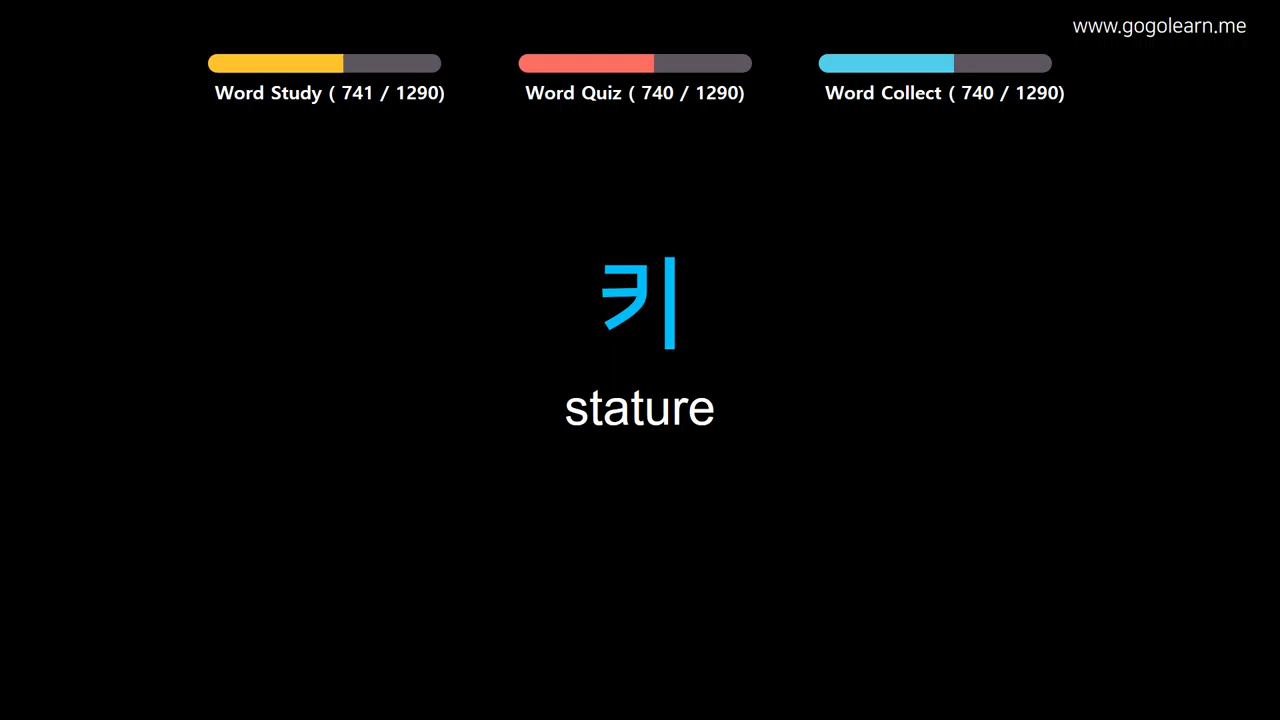 www.gogolearn.me
Word Study ( 741 / 1290)
Word Quiz ( 740 / 1290)
Word Collect ( 740 / 1290)
키
stature